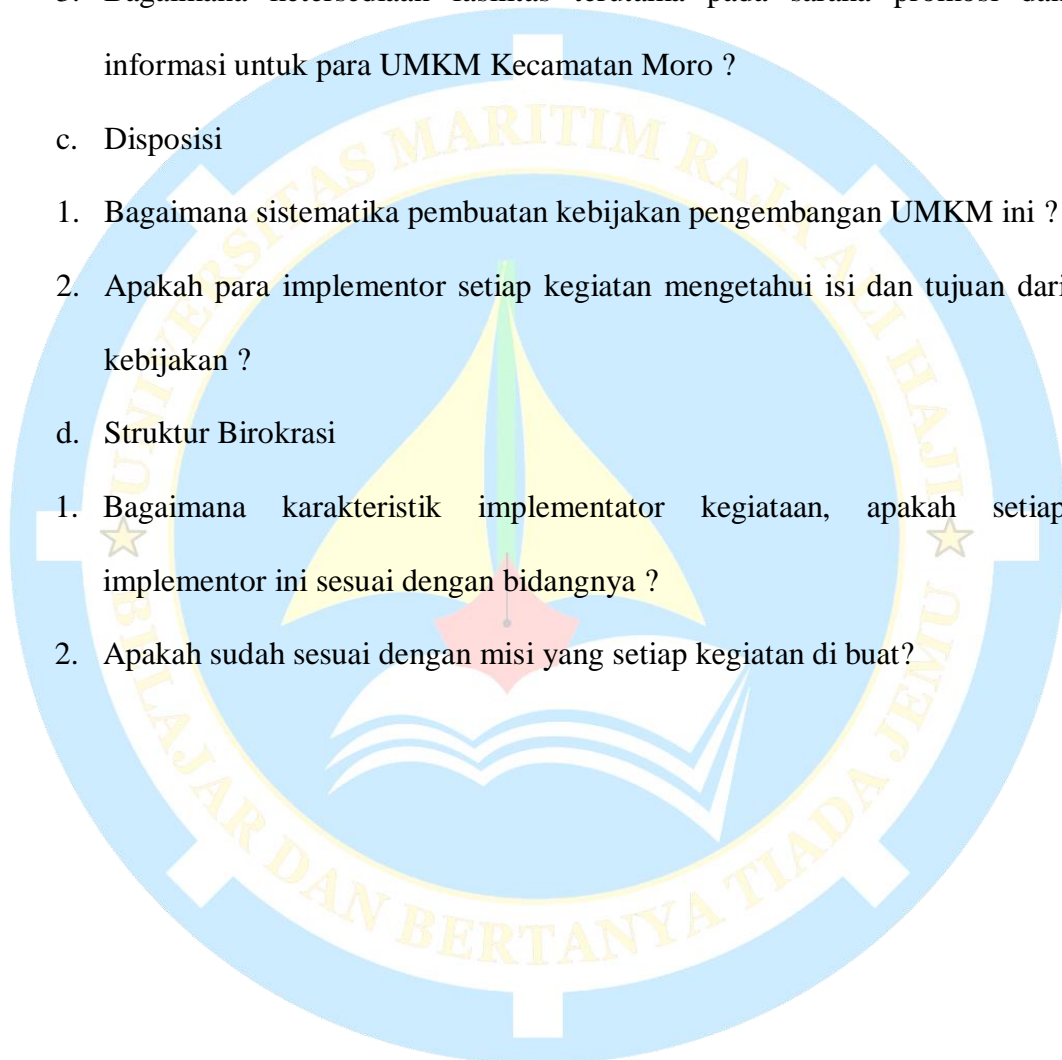 3. Bagaimana ketersediaan fasilitas terutama pada sarana promosi dan
informasi untuk para UMKM Kecamatan Moro ?
c. Disposisi
1. Bagaimana sistematika pembuatan kebijakan pengembangan UMKM ini ?
2. Apakah para implementor setiap kegiatan mengetahui isi dan tujuan dari
kebijakan ?
d. Struktur Birokrasi
1. Bagaimana karakteristik implementator kegiataan, apakah setiap
implementor ini sesuai dengan bidangnya ?
2. Apakah sudah sesuai dengan misi yang setiap kegiatan di buat?
UNIVERSITAS MARITIM RAJA ALI HAJI
BELAJAR DAN BERTANYA TIADA JEMU